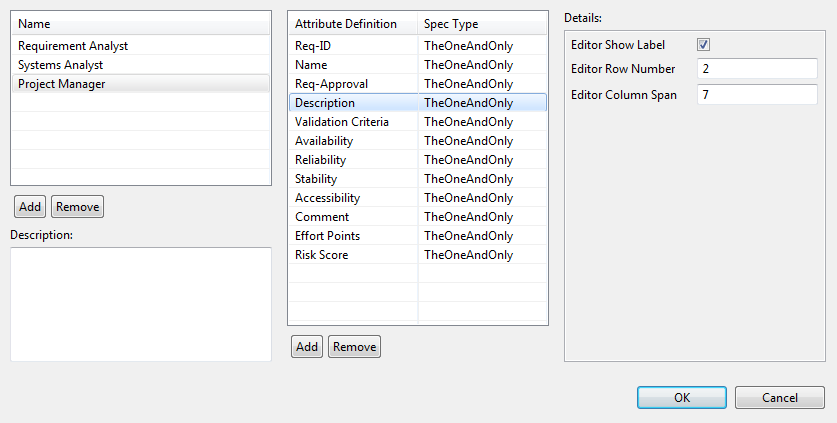 Name
Requirement Analyst
Systems Analyst
Project Manager
Add Remove
Description:
Attribute Definition Spec Type
Req-ID TheOneAndOnly
Name TheOneAndOnly
Req-Approval TheOneAndOnly
Description TheOneAndOnly
Validation Criteria TheOneAndOnly
Availability TheOneAndOnly
Reliability TheOneAndOnly
Stability TheOneAndOnly
Accessibility TheOneAndOnly
Comment TheOneAndOnly
Effort Points TheOneAndOnly
Risk Score TheOneAndOnly
Add Remove
Details:
Editor Show Label
Editor Row Number 2
Editor Column Span 7
OK Cancel